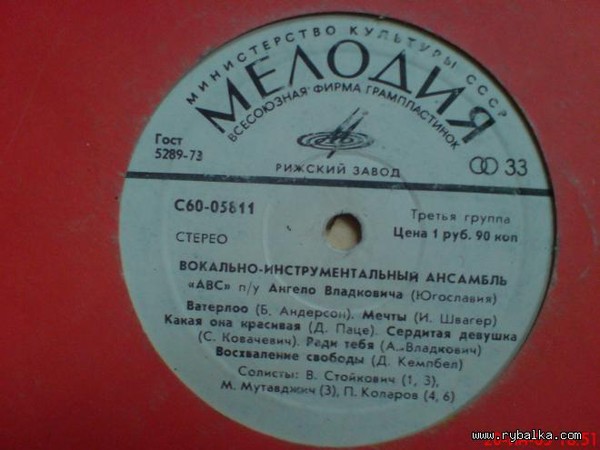 МИНИСТЕРСТВО КУЛЬТУРЫ СССР
МЕЛОДИЯ
ВСЕСОЮЗНАЯ ФИРМА ГРАМПЛАСТИНОК
Гост
5289-73
РИЖСКИЙ ЗАВОД
33
С60-05811
Третья группа
СТЕРЕО
Цена 1 руб. 90 коп
ВОКАЛЬНО-ИНСТРУМЕНТАЛЬНЫЙ АНСАМБЛЬ
«АВС» п/у Ангело Владковича (Югославия)
Ватерлоо (Б. Андерсон). Мечты (И. Швагер)
Какая она красивая (Д. Паце). Сердитая девушка
(С. Ковачевич). Ради тебя (А. Владкович)
Восхваление свободы (Д. Кемпбел)
Солисты: В. Стойкович (1, 3),
М. Мутавджич (3), П. Коларов (4, 6)
www.rybalka.com